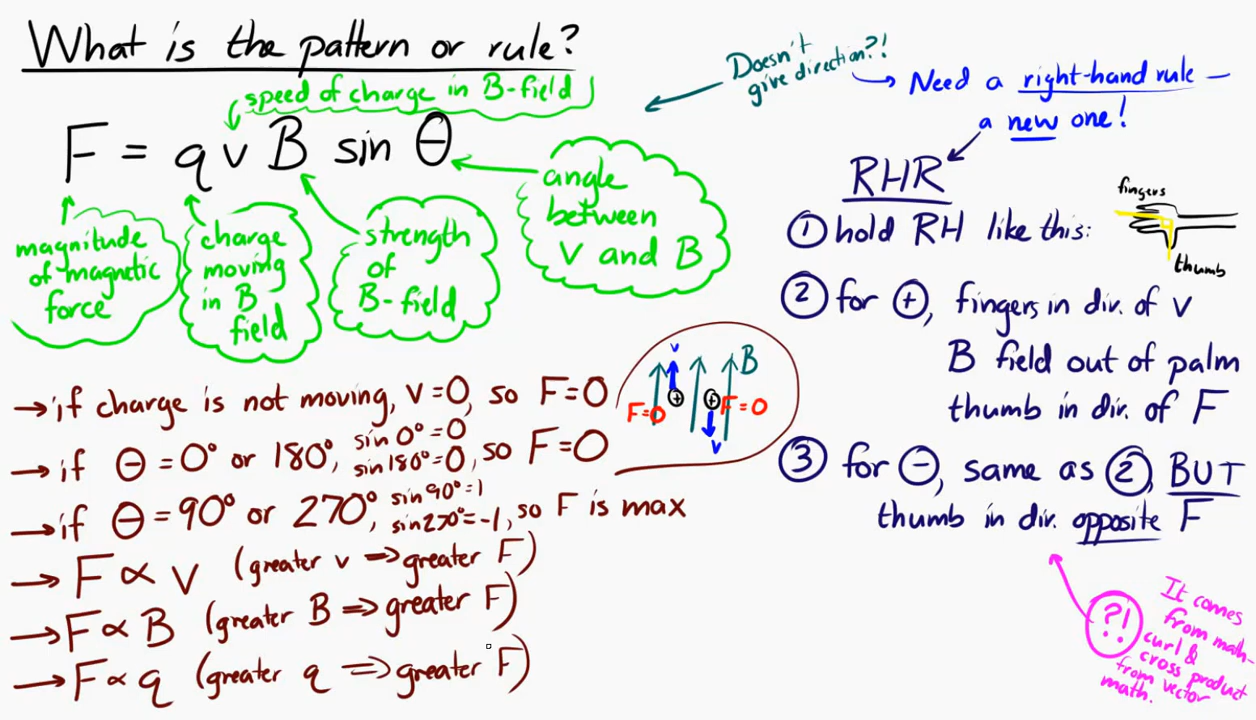 What is the pattern or rule?
speed of charge in B-field
F = qvB sin θ
magnitude
of magnetic
force
charge
moving
in B
field
strength
of
B-field
angle
between
v and B
Doesn't
give direction?!
Need a right-hand rule –
a new one!
RHR
① hold RH like this:
fingers
thumb
② for ⊕, fingers in dir. of v
B field out of palm
thumb in dir. of F
③ for ⊖, same as ②, BUT
thumb in dir. opposite F
?!
It comes
from math–
curl &
cross product
from vector
math.
→ if charge is not moving, v=0, so F=0
→ if θ = 0° or 180°, sin 0° = 0 sin 180° = 0, so F=0
→ if θ = 90° or 270°, sin 90° = 1 sin 270° = -1, so F is max
→ F ∝ v (greater v ⇒ greater F)
→ F ∝ B (greater B ⇒ greater F)
→ F ∝ q (greater q ⇒ greater F)
v
B
+ +
F=0 F=0
v